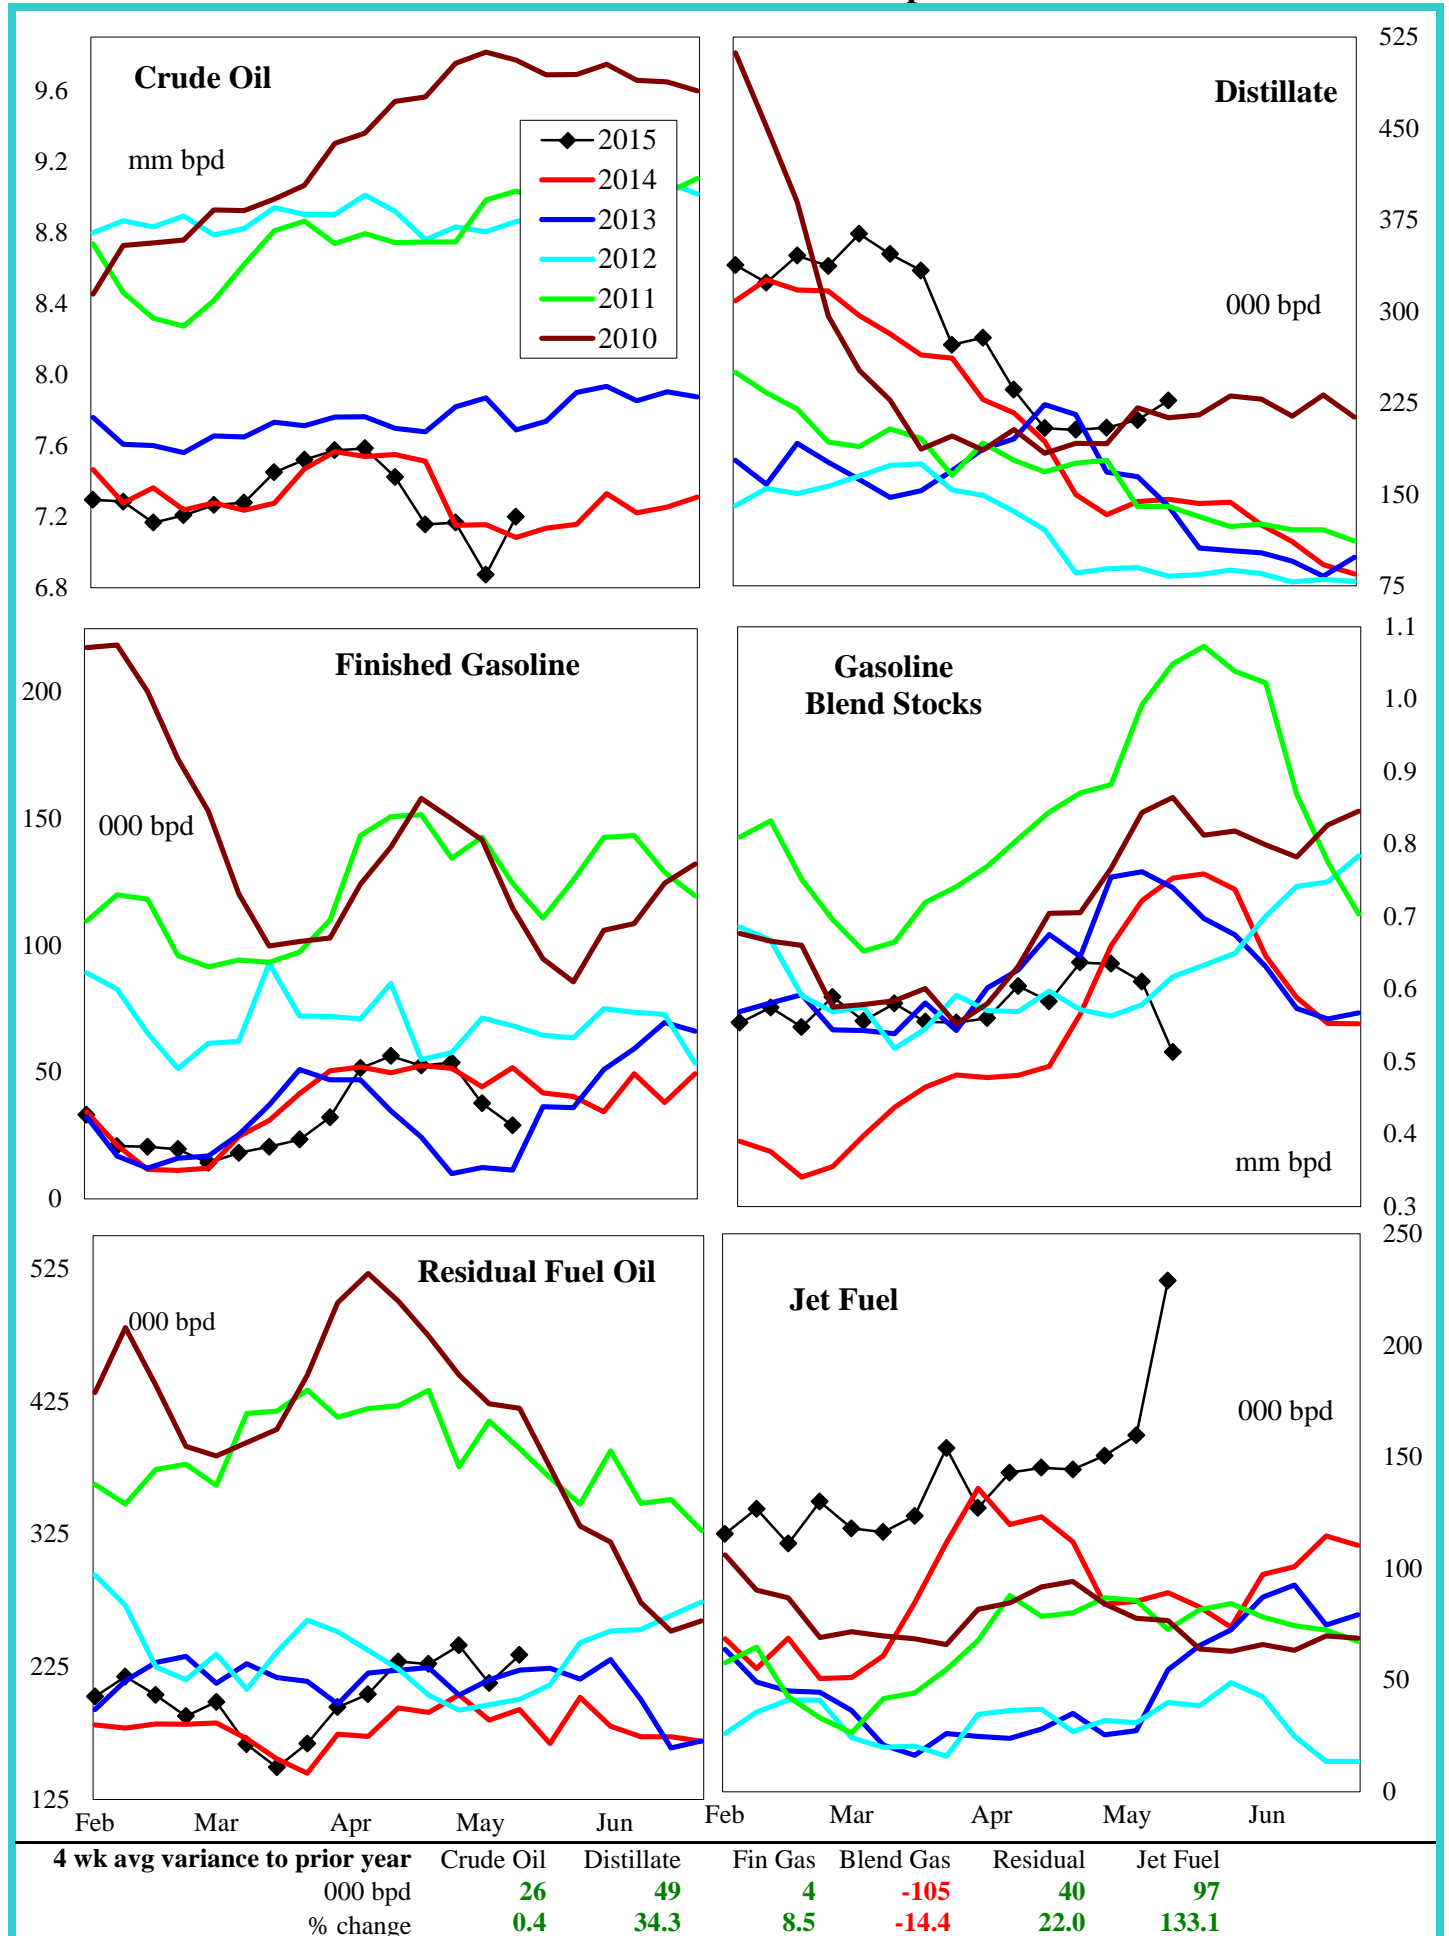 Crude Oil
mm bpd
9.6
9.2
8.8
8.4
8.0
7.6
7.2
6.8
2015
2014
2013
2012
2011
2010
Distillate
000 bpd
525
450
375
300
225
150
75
Finished Gasoline
000 bpd
200
150
100
50
0
Gasoline
Blend Stocks
mm bpd
1.1
1.0
0.9
0.8
0.7
0.6
0.5
0.4
0.3
Residual Fuel Oil
000 bpd
525
425
325
225
125
Feb Mar Apr May Jun
Jet Fuel
000 bpd
250
200
150
100
50
0
Feb Mar Apr May Jun
4 wk avg variance to prior year Crude Oil Distillate Fin Gas Blend Gas Residual Jet Fuel
000 bpd 26 49 4 -105 40 97
% change 0.4 34.3 8.5 -14.4 22.0 133.1